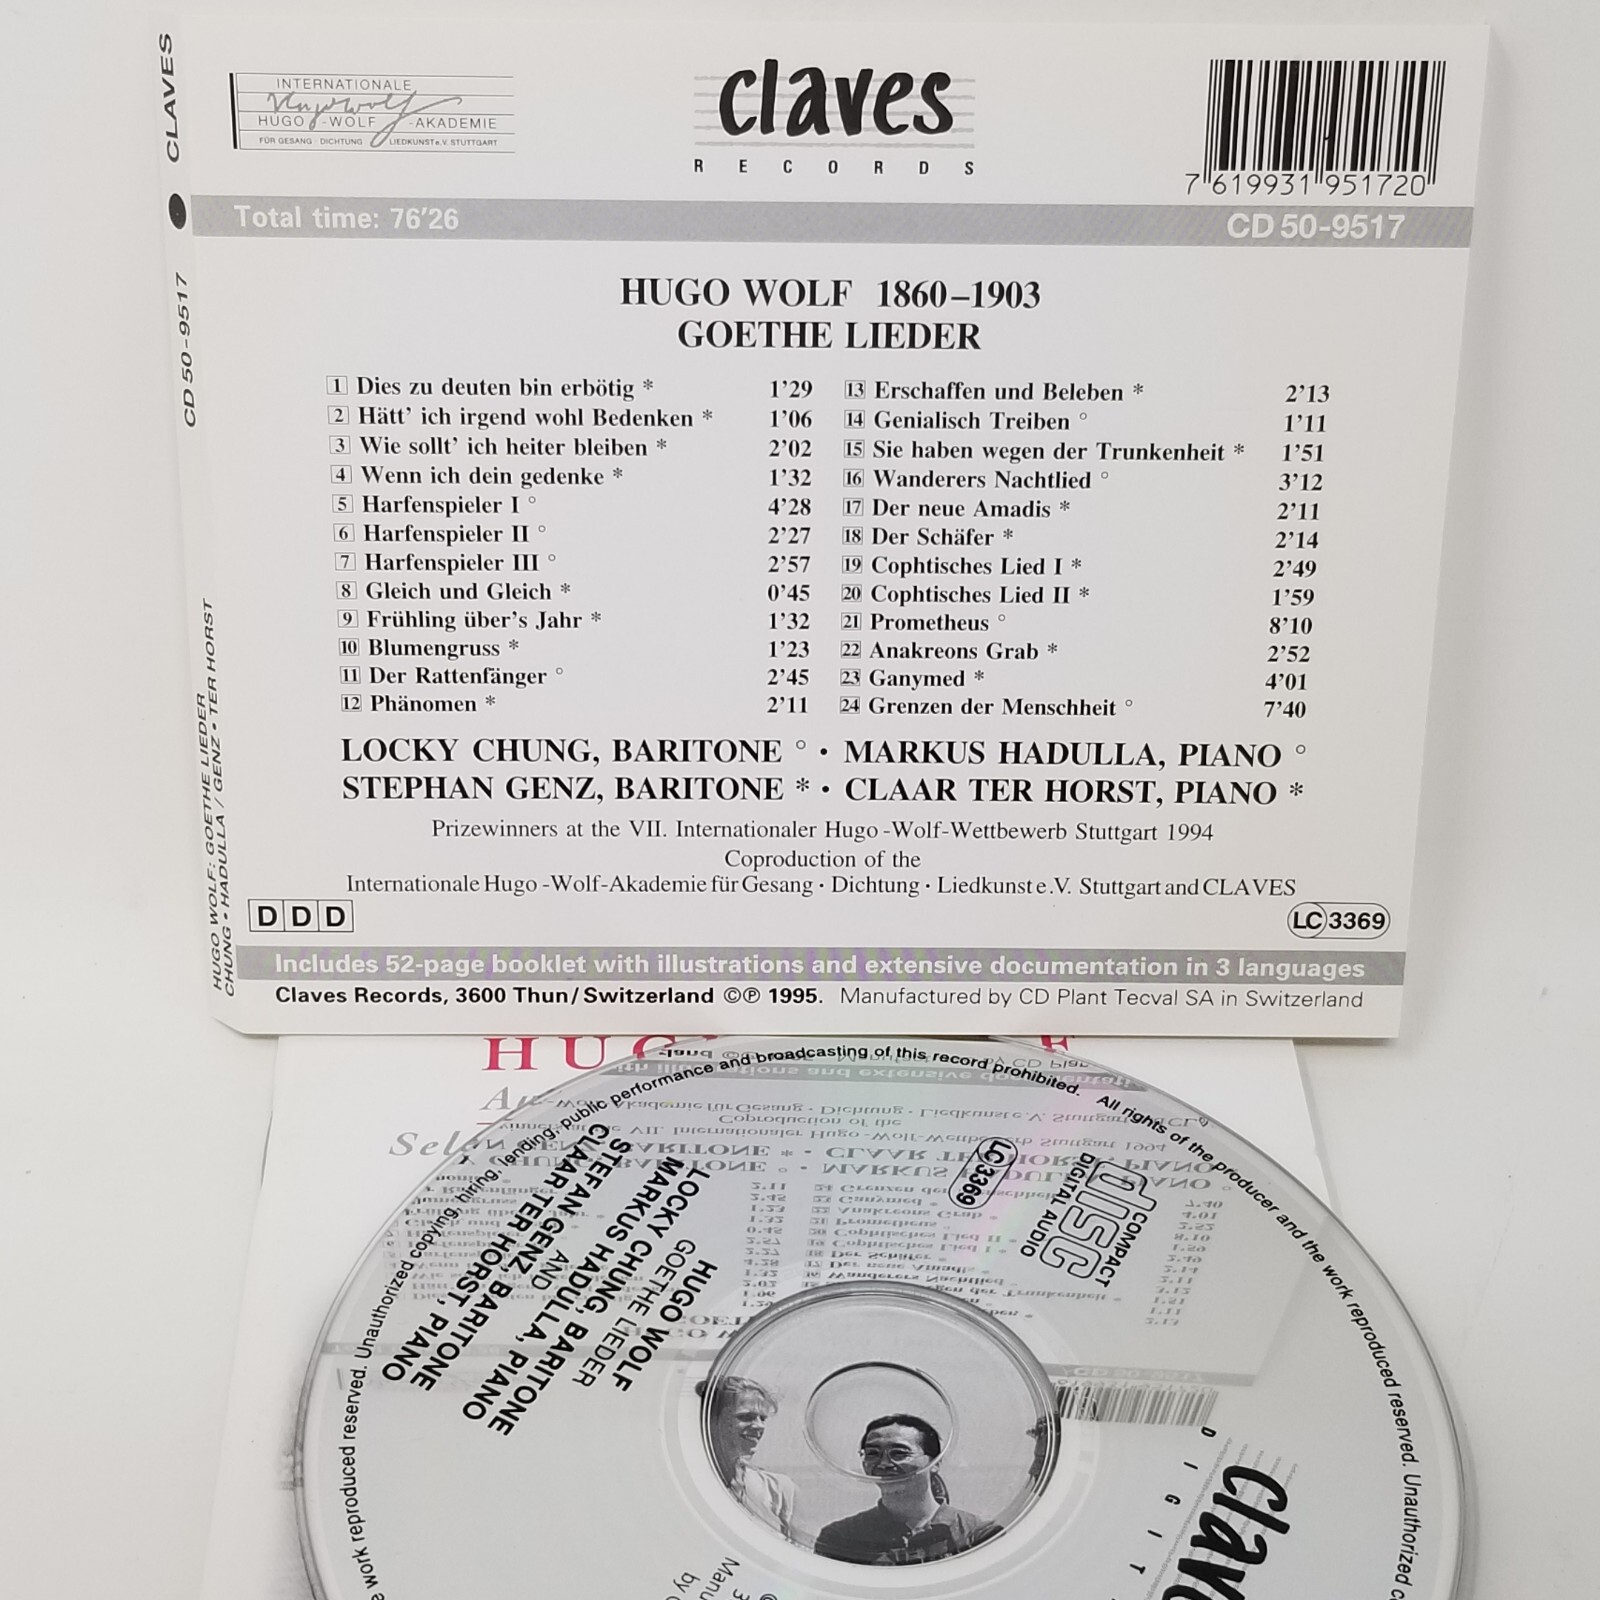 CLAVES
CD 50-9517
HUGO WOLF: GOETHE LIEDER
CHUNG • HADULLA / GENZ • TER HORST
INTERNATIONALE
HUGO-WOLF-AKADEMIE
FÜR GESANG · DICHTUNG · LIEDKUNST e.V. STUTTGART
claves
RECORDS
7 619931 951720
Total time: 76'26
CD 50-9517
HUGO WOLF 1860–1903
GOETHE LIEDER
1 Dies zu deuten bin erbötig * 1'29
2 Hätt' ich irgend wohl Bedenken * 1'06
3 Wie sollt' ich heiter bleiben * 2'02
4 Wenn ich dein gedenke * 1'32
5 Harfenspieler I ° 4'28
6 Harfenspieler II ° 2'27
7 Harfenspieler III ° 2'57
8 Gleich und Gleich * 0'45
9 Frühling über's Jahr * 1'32
10 Blumengruss * 1'23
11 Der Rattenfänger ° 2'45
12 Phänomen * 2'11
13 Erschaffen und Beleben * 2'13
14 Genialisch Treiben ° 1'11
15 Sie haben wegen der Trunkenheit * 1'51
16 Wanderers Nachtlied ° 3'12
17 Der neue Amadis * 2'11
18 Der Schäfer * 2'14
19 Cophtisches Lied I * 2'49
20 Cophtisches Lied II * 1'59
21 Prometheus ° 8'10
22 Anakreons Grab * 2'52
23 Ganymed * 4'01
24 Grenzen der Menschheit ° 7'40
LOCKY CHUNG, BARITONE ° • MARKUS HADULLA, PIANO °
STEPHAN GENZ, BARITONE * • CLAAR TER HORST, PIANO *
Prizewinners at the VII. Internationaler Hugo-Wolf-Wettbewerb Stuttgart 1994
Coproduction of the
Internationale Hugo-Wolf-Akademie für Gesang • Dichtung • Liedkunst e.V. Stuttgart and CLAVES
DDD
LC 3369
Includes 52-page booklet with illustrations and extensive documentation in 3 languages
Claves Records, 3600 Thun/Switzerland ©℗ 1995. Manufactured by CD Plant Tecval SA in Switzerland
HUG
All rights of the producer and the work reproduced reserved. Unauthorized
work reproduced reserved. Unauthorized copying, hiring, lending, public performance and broadcasting of this record prohibited.
LC 3369
COMPACT
disc
DIGITAL AUDIO
HUGO WOLF
GOETHE LIEDER
LOCKY CHUNG, BARITONE
MARKUS HADULLA, PIANO
AND
STEFAN GENZ, BARITONE
CLAAR TER HORST, PIANO
DIGIT
clav